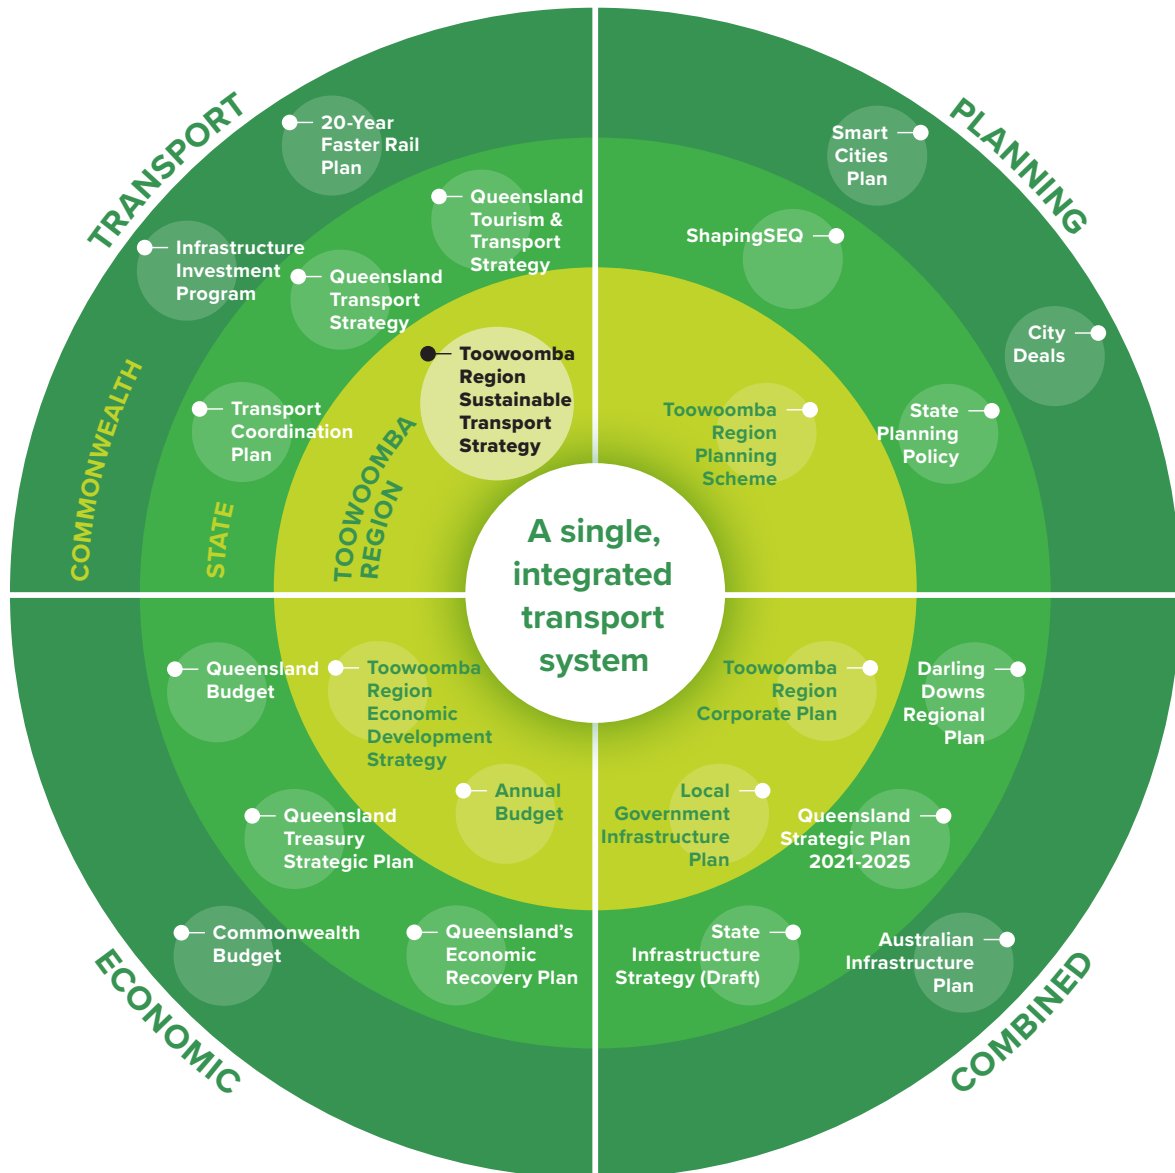 TRANSPORT
20-Year
Faster Rail
Plan
Infrastructure
Investment
Program
Queensland
Tourism &
Transport
Strategy
Queensland
Transport
Strategy
Transport
Coordination
Plan
Toowoomba
Region
Sustainable
Transport
Strategy
COMMONWEALTH
STATE
TOOWOOMBA
REGION
PLANNING
Smart
Cities
Plan
ShapingSEQ
City
Deals
State
Planning
Policy
Toowoomba
Region
Planning
Scheme
A single,
integrated
transport
system
Queensland
Budget
Toowoomba
Region
Economic
Development
Strategy
Annual
Budget
Queensland
Treasury
Strategic Plan
Commonwealth
Budget
Queensland's
Economic
Recovery Plan
ECONOMIC
Toowoomba
Region
Corporate Plan
Darling
Downs
Regional
Plan
Local
Government
Infrastructure
Plan
Queensland
Strategic Plan
2021-2025
State
Infrastructure
Strategy (Draft)
Australian
Infrastructure
Plan
COMBINED